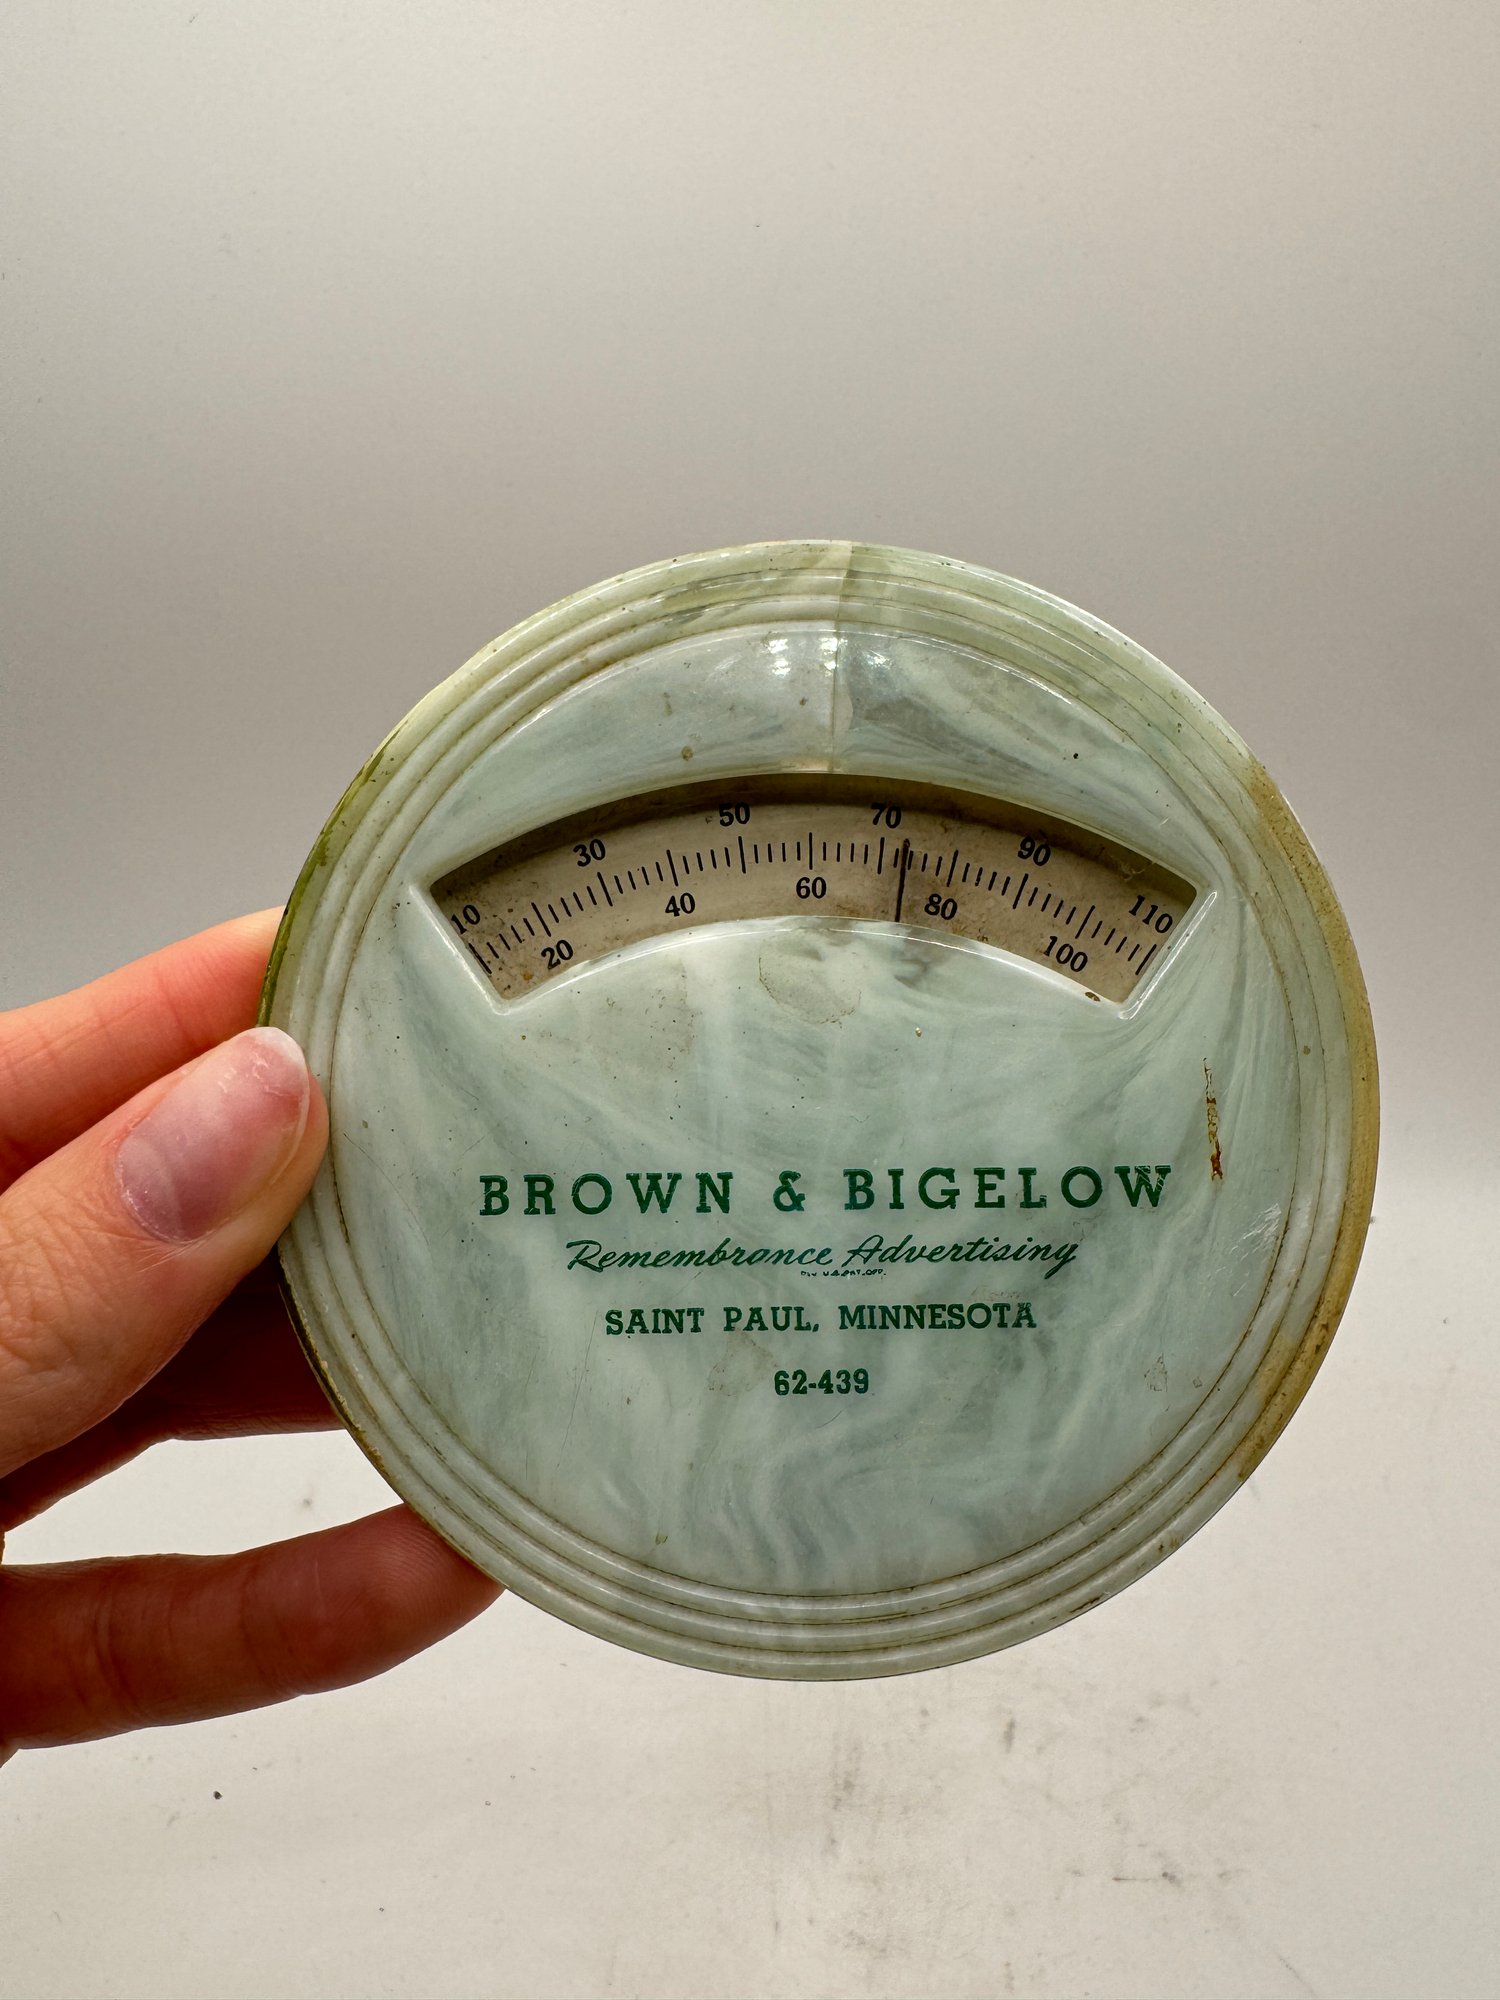 50 70
30 90
10 60 110
40 80
20 100
BROWN & BIGELOW
Remembrance Advertising
SAINT PAUL, MINNESOTA
62-439